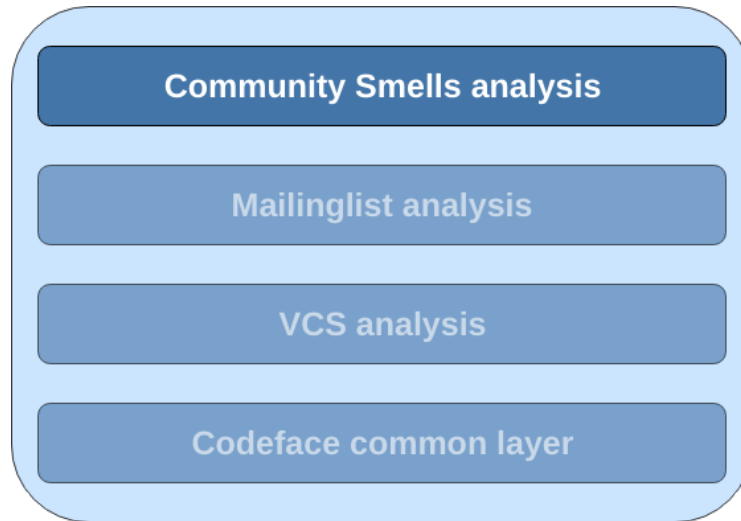 Community Smells analysis
Mailinglist analysis
VCS analysis
Codeface common layer